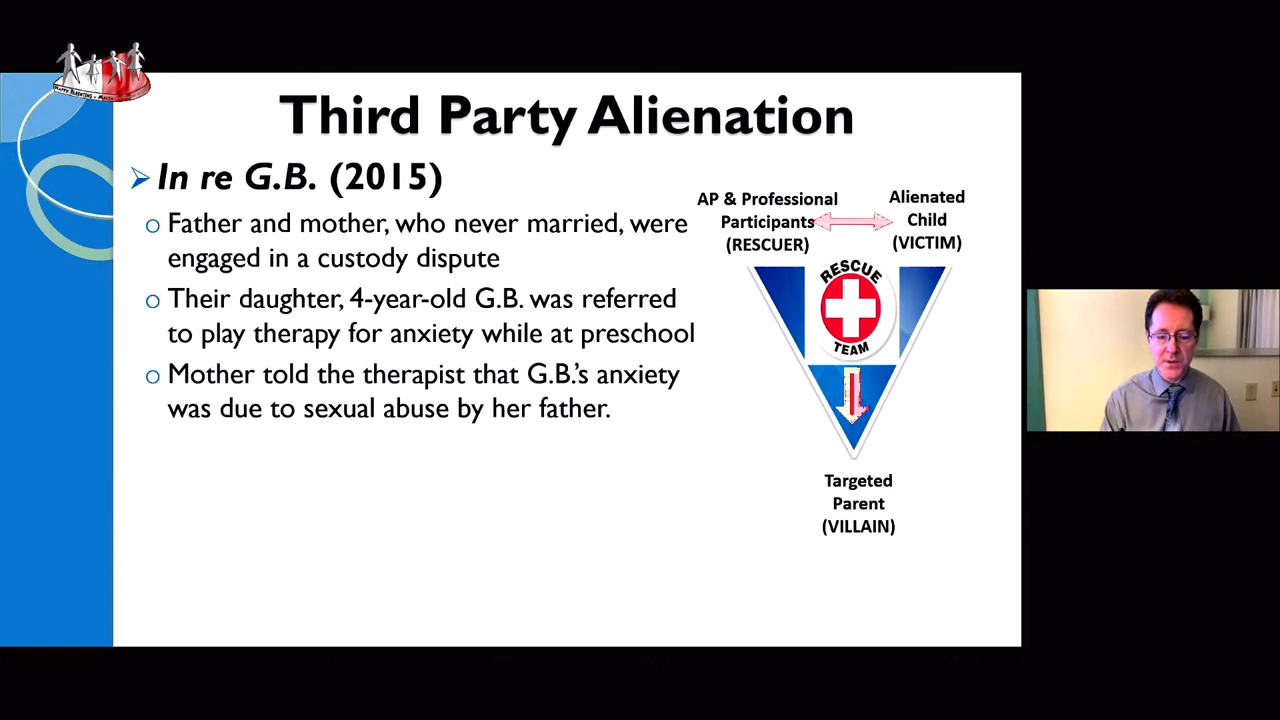 Third Party Alienation
In re G.B. (2015)
Father and mother, who never married, were
engaged in a custody dispute
Their daughter, 4-year-old G.B. was referred
to play therapy for anxiety while at preschool
Mother told the therapist that G.B.'s anxiety
was due to sexual abuse by her father.
AP & Professional
Participants
(RESCUER)
Alienated
Child
(VICTIM)
RESCUE
TEAM
Targeted
Parent
(VILLAIN)